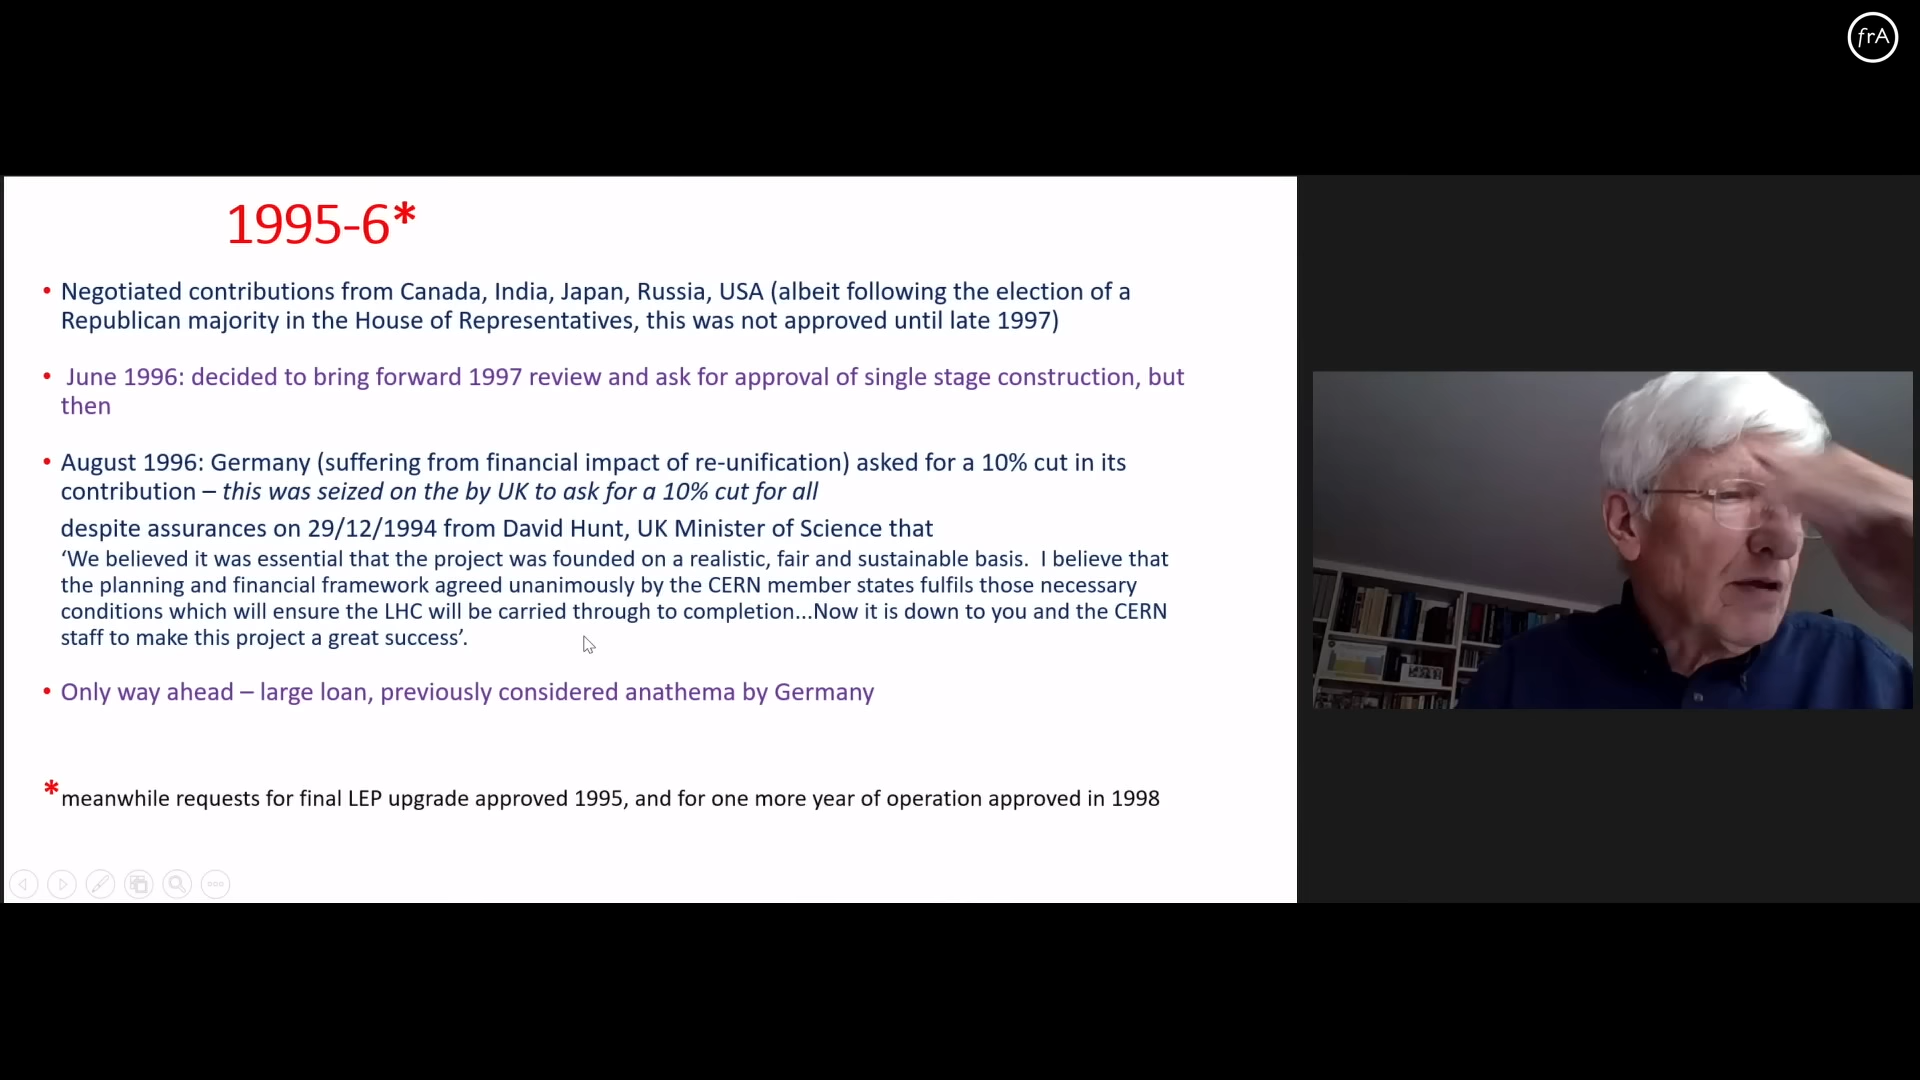 frA
1995-6*
• Negotiated contributions from Canada, India, Japan, Russia, USA (albeit following the election of a
Republican majority in the House of Representatives, this was not approved until late 1997)
• June 1996: decided to bring forward 1997 review and ask for approval of single stage construction, but
then
• August 1996: Germany (suffering from financial impact of re-unification) asked for a 10% cut in its
contribution – this was seized on the by UK to ask for a 10% cut for all
despite assurances on 29/12/1994 from David Hunt, UK Minister of Science that
‘We believed it was essential that the project was founded on a realistic, fair and sustainable basis.  I believe that
the planning and financial framework agreed unanimously by the CERN member states fulfils those necessary
conditions which will ensure the LHC will be carried through to completion...Now it is down to you and the CERN
staff to make this project a great success’.
• Only way ahead – large loan, previously considered anathema by Germany
*meanwhile requests for final LEP upgrade approved 1995, and for one more year of operation approved in 1998